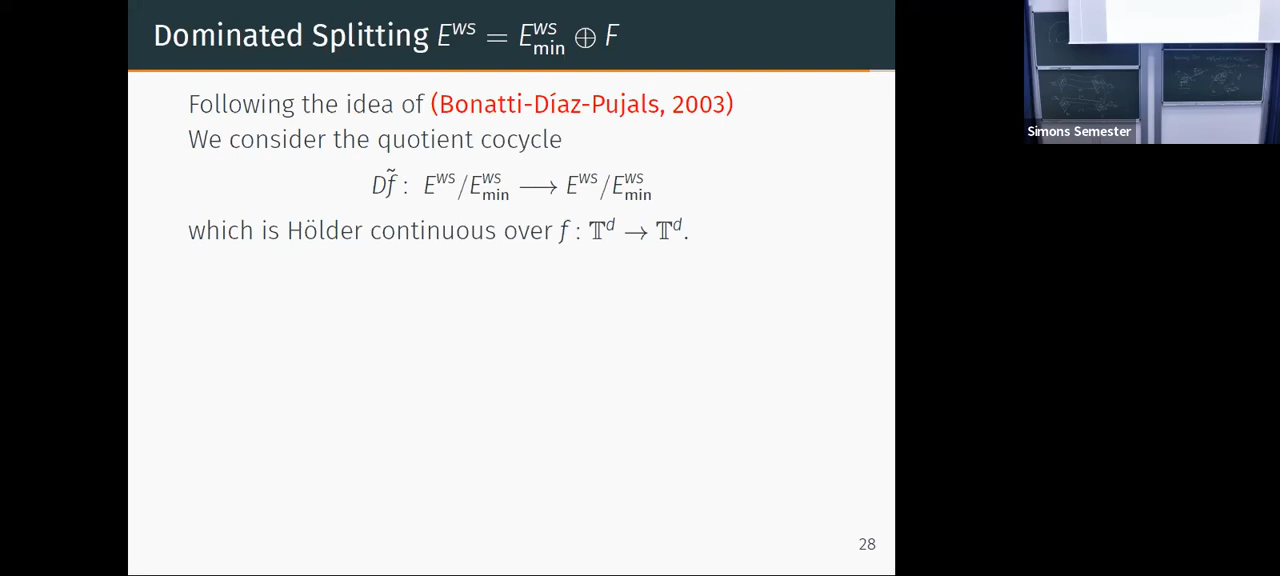 Dominated Splitting E^{ws} = E^{ws}_{min} ⊕ F
Following the idea of (Bonatti-Díaz-Pujals, 2003)
We consider the quotient cocycle
Df̃ : E^{ws}/E^{ws}_{min} ⟶ E^{ws}/E^{ws}_{min}
which is Hölder continuous over f : 𝕋^d → 𝕋^d.
28
Simons Semester